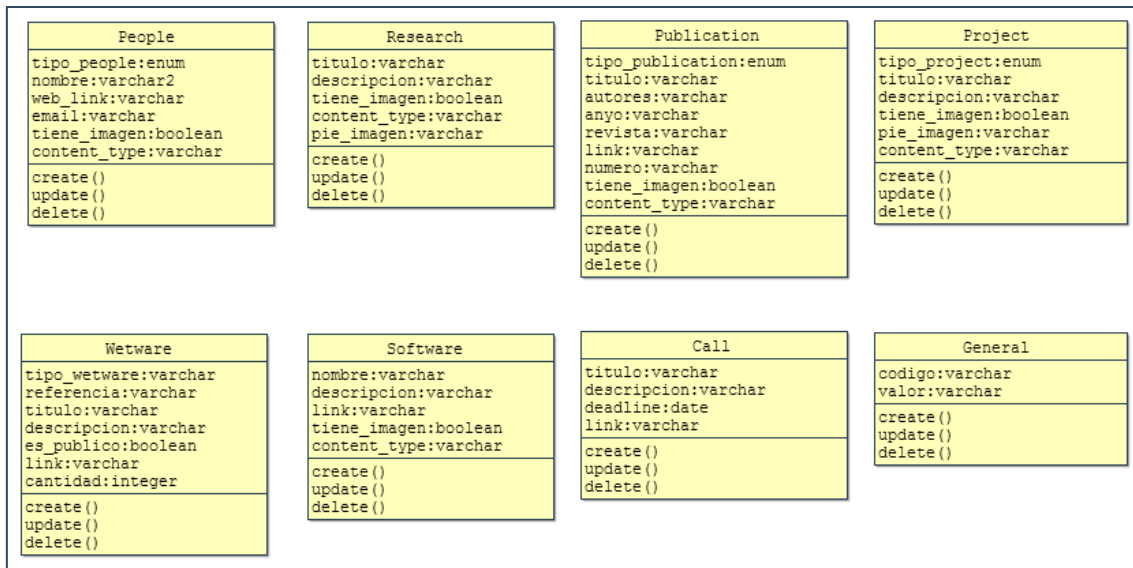 People
tipo_people:enum
nombre:varchar2
web_link:varchar
email:varchar
tiene_imagen:boolean
content_type:varchar
create()
update()
delete()
Research
titulo:varchar
descripcion:varchar
tiene_imagen:boolean
content_type:varchar
pie_imagen:varchar
create()
update()
delete()
Publication
tipo_publication:enum
titulo:varchar
autores:varchar
anyo:varchar
revista:varchar
link:varchar
numero:varchar
tiene_imagen:boolean
content_type:varchar
create()
update()
delete()
Project
tipo_project:enum
titulo:varchar
descripcion:varchar
tiene_imagen:boolean
pie_imagen:varchar
content_type:varchar
create()
update()
delete()
Wetware
tipo_wetware:varchar
referencia:varchar
titulo:varchar
descripcion:varchar
es_publico:boolean
link:varchar
cantidad:integer
create()
update()
delete()
Software
nombre:varchar
descripcion:varchar
link:varchar
tiene_imagen:boolean
content_type:varchar
create()
update()
delete()
Call
titulo:varchar
descripcion:varchar
deadline:date
link:varchar
create()
update()
delete()
General
codigo:varchar
valor:varchar
create()
update()
delete()